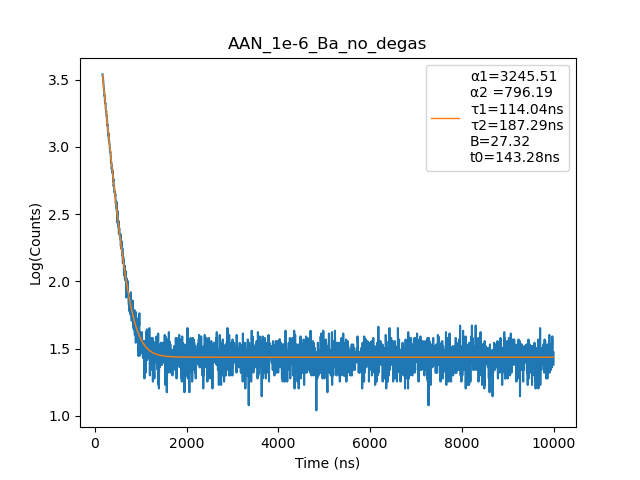 AAN_1e-6_Ba_no_degas
α1=3245.51
α2 =796.19
τ1=114.04ns
τ2=187.29ns
B=27.32
t0=143.28ns
Log(Counts)
3.5
3.0
2.5
2.0
1.5
1.0
0
2000
4000
6000
8000
10000
Time (ns)